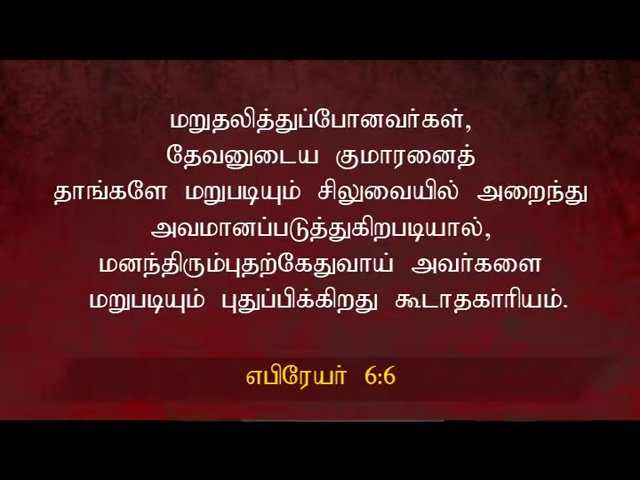 மறுதலித்துப்போனவர்கள்,
தேவனுடைய குமாரனைத்
தாங்களே மறுபடியும் சிலுவையில் அறைந்து
அவமானப்படுத்துகிறபடியால்,
மனந்திரும்புதற்கேதுவாய் அவர்களை
மறுபடியும் புதுப்பிக்கிறது கூடாதகாரியம்.
எபிரேயர் 6:6